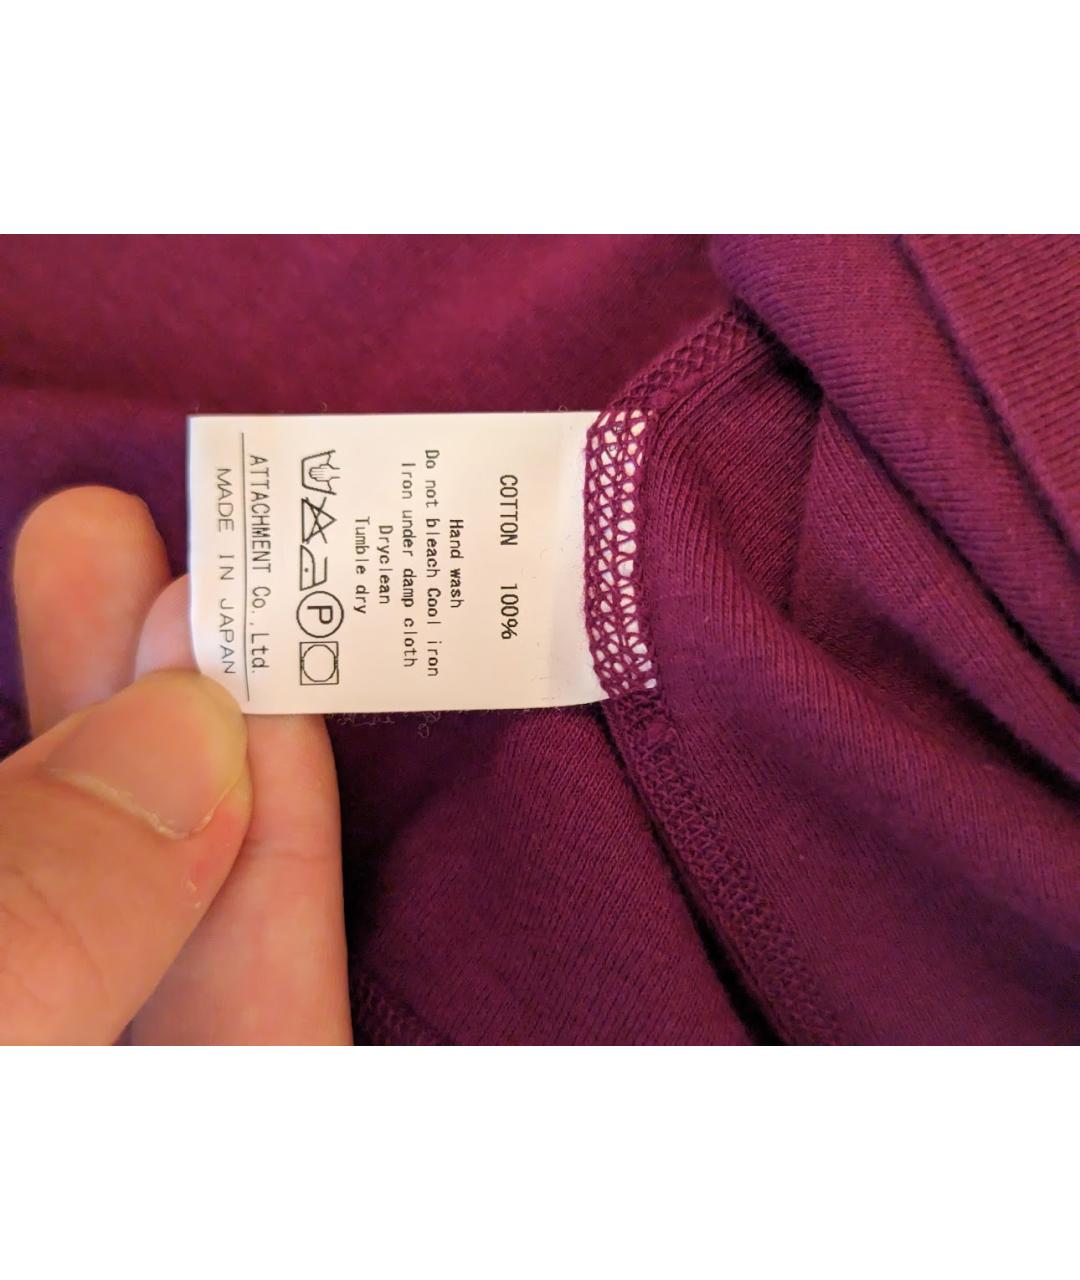 COTTON 100%
Hand wash
Do not bleach Cool iron
Iron under damp cloth
Dryclean
Tumble dry
P
ATTACHMENT Co.,Ltd.
MADE IN JAPAN